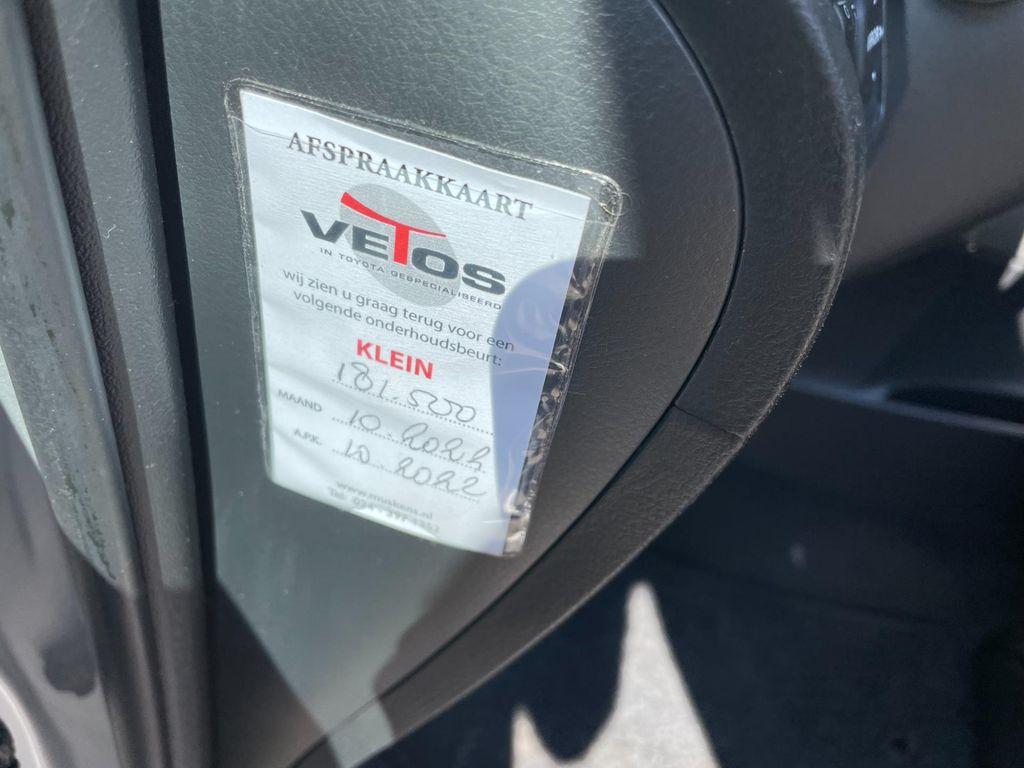 AFSPRAAKKAART
VETOS
IN TOYOTA GESPECIALISEERD
wij zien u graag terug voor een
volgende onderhoudsbeurt:
KLEIN
181.500
MAAND 10.2022
A.P.K. 10.2022
www.muskens.nl
Tel.